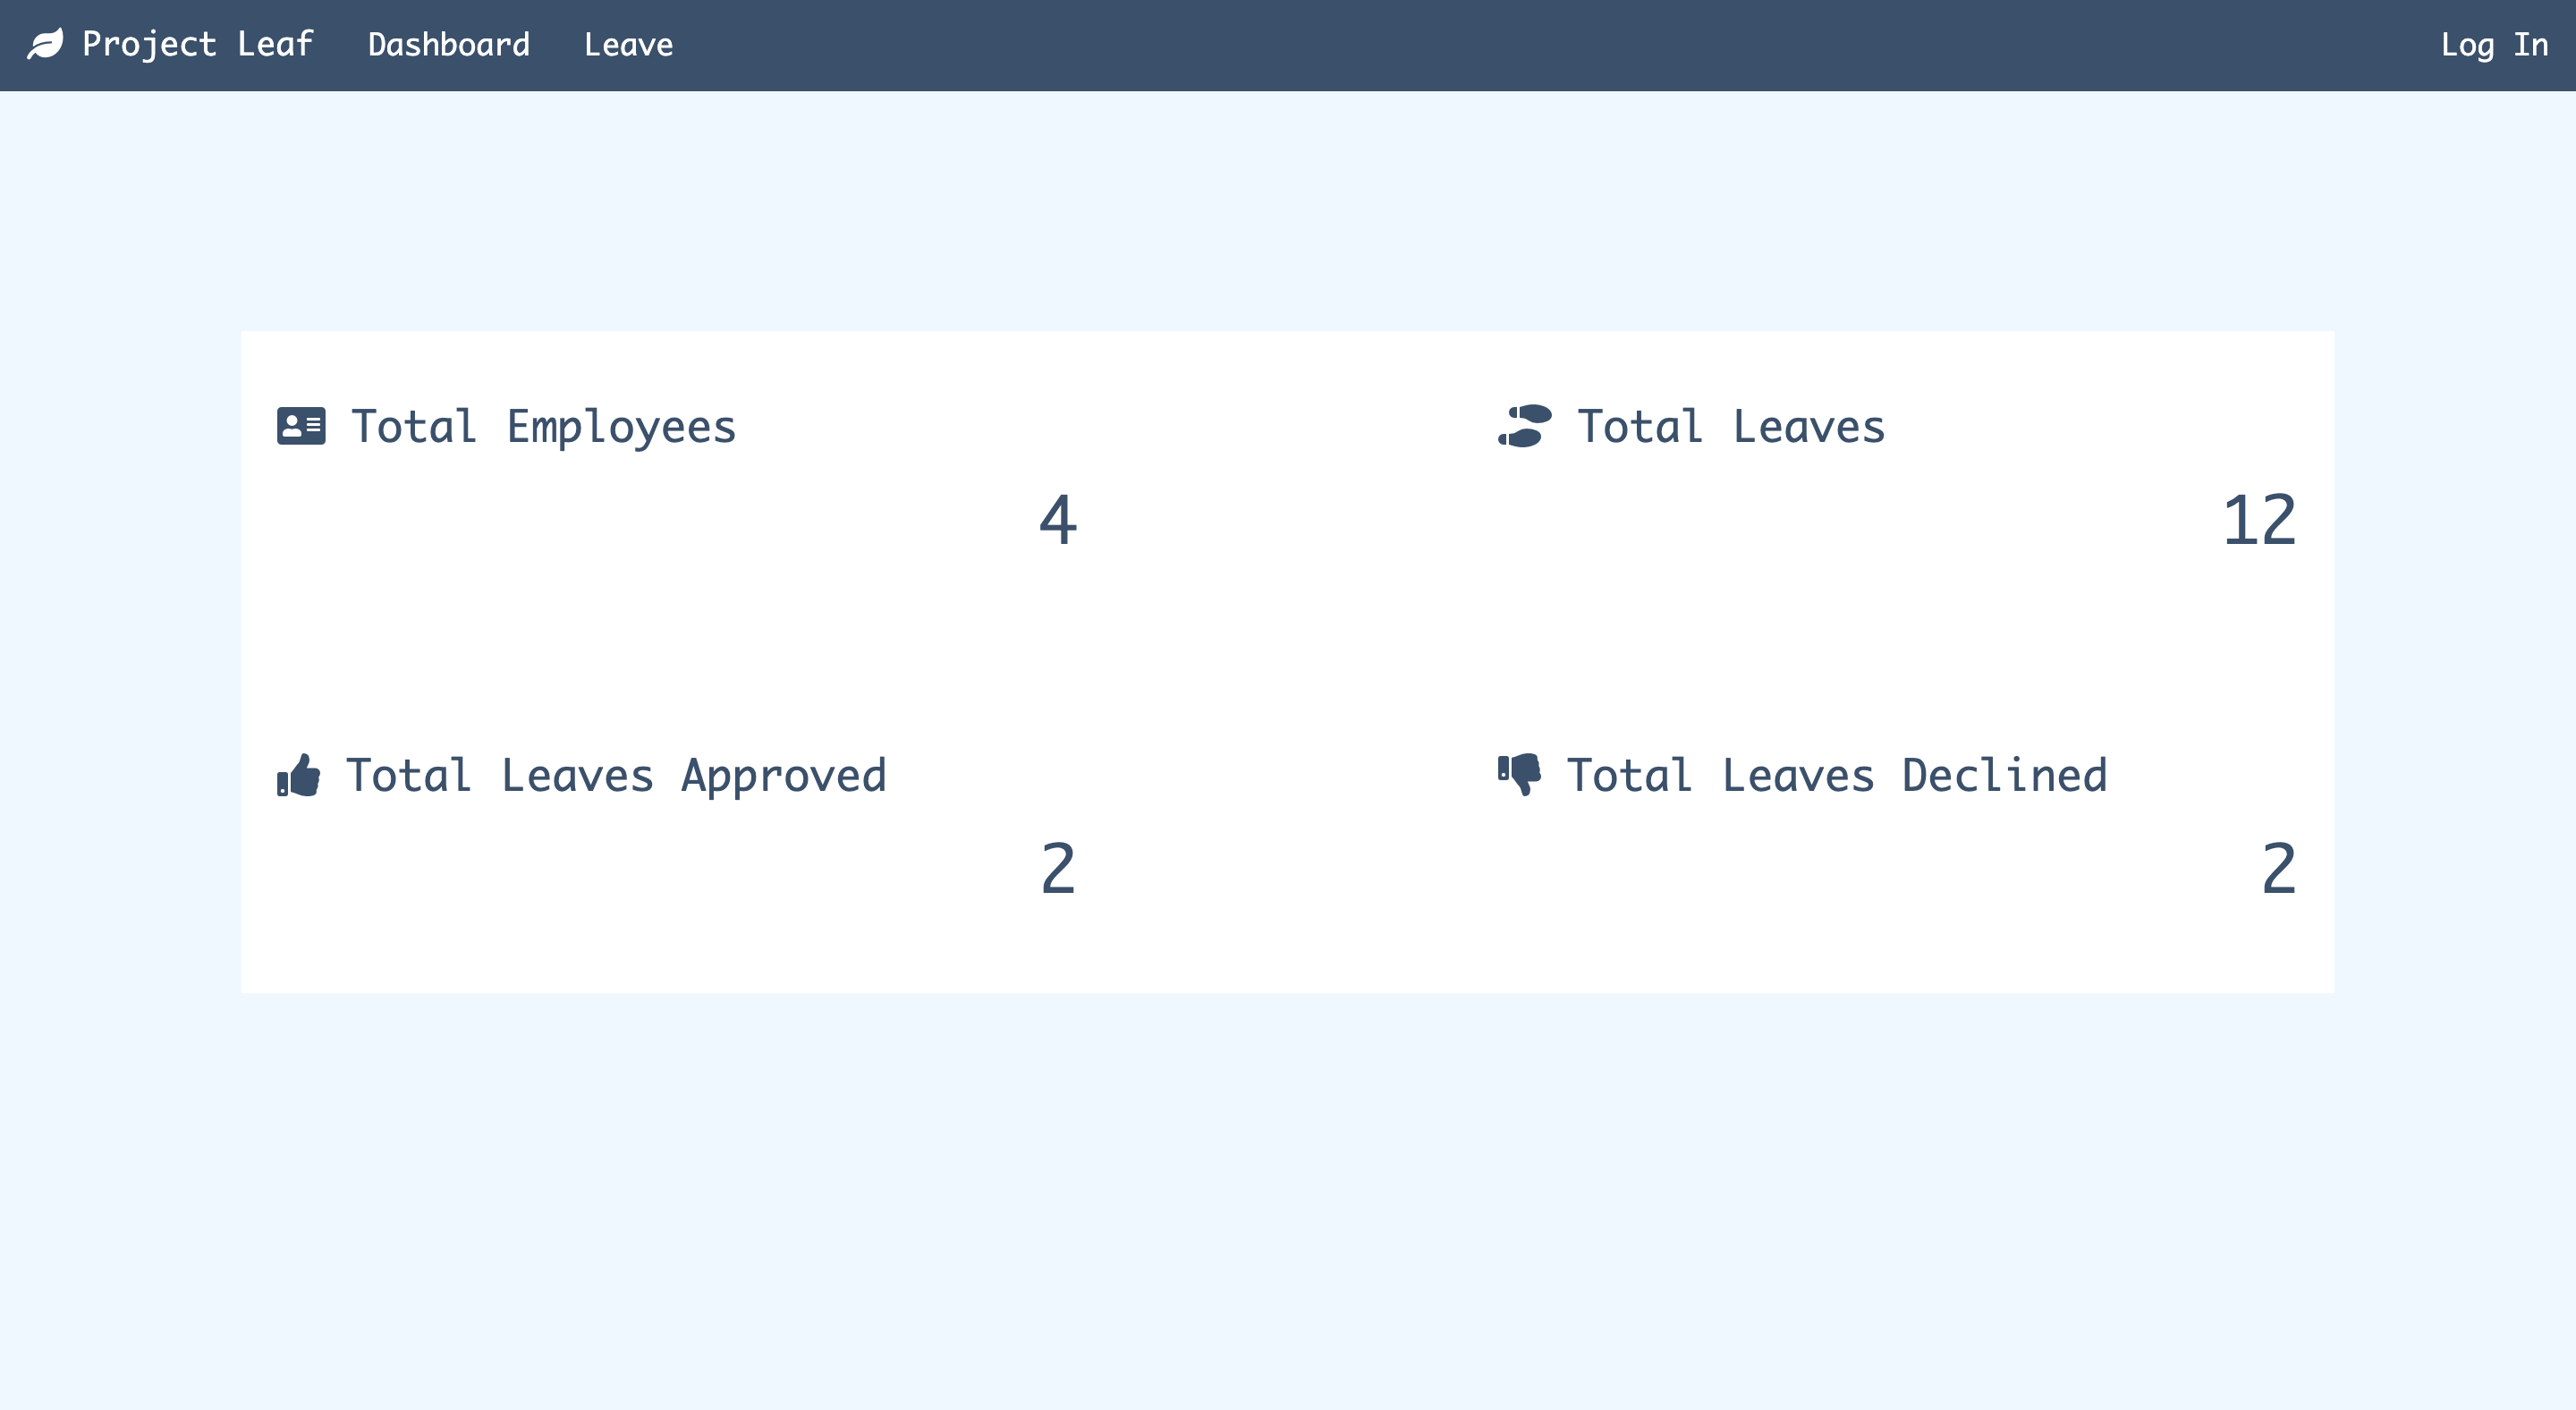 Project Leaf Dashboard Leave Log In
Total Employees
4
Total Leaves
12
Total Leaves Approved
2
Total Leaves Declined
2